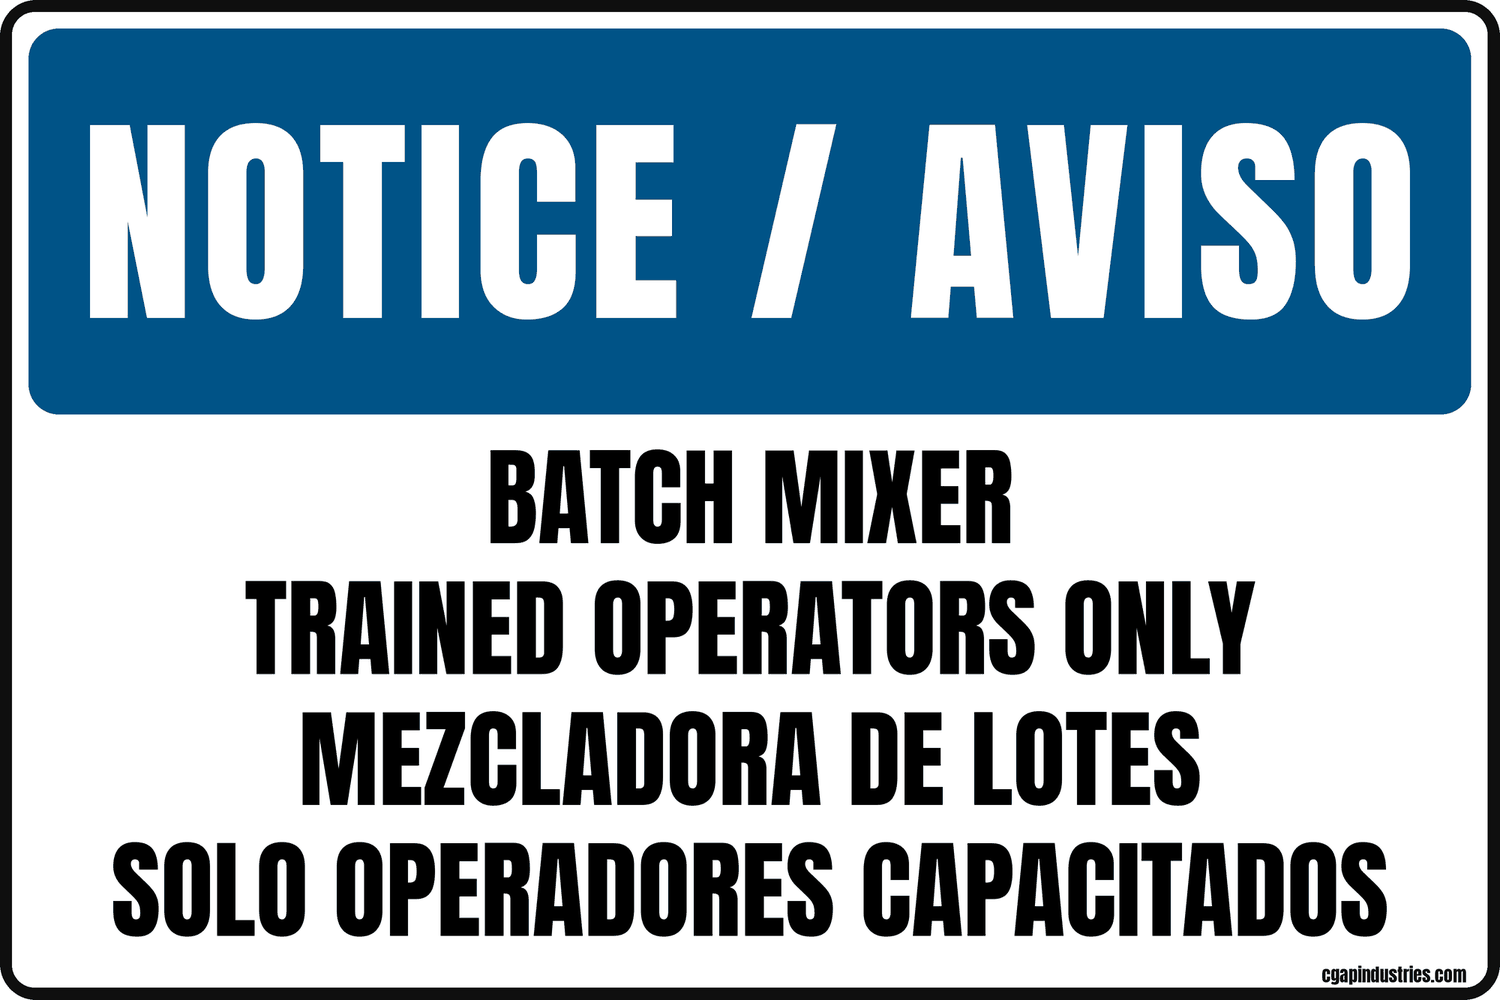 NOTICE / AVISO
BATCH MIXER
TRAINED OPERATORS ONLY
MEZCLADORA DE LOTES
SOLO OPERADORES CAPACITADOS
cgapindustries.com